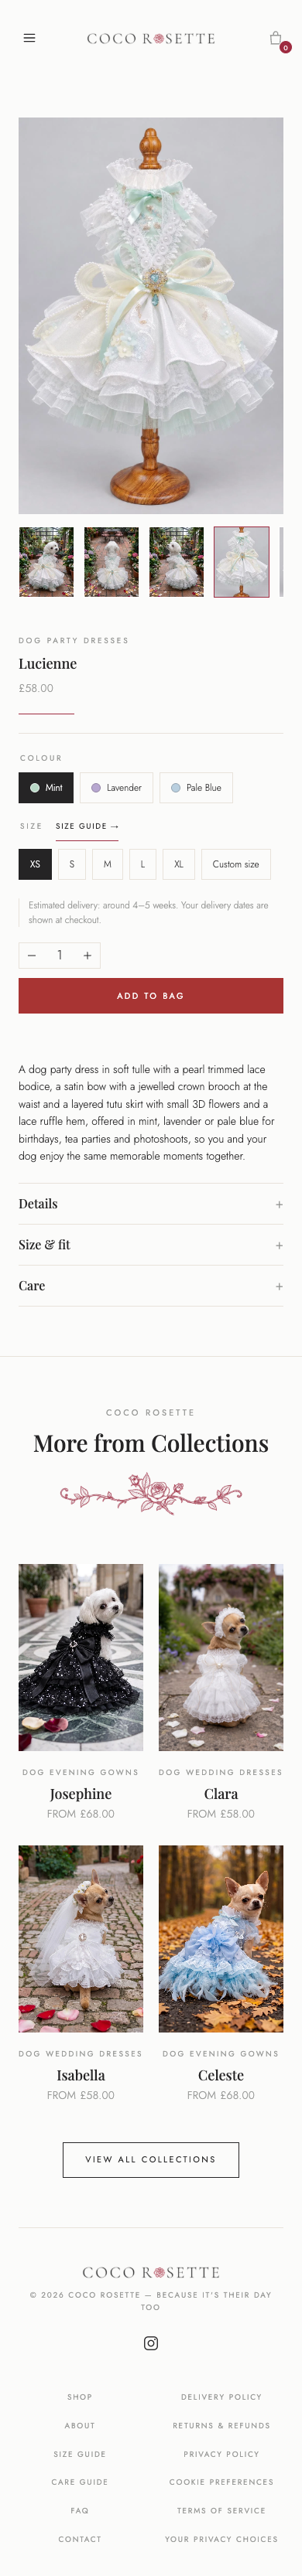 COCO ROSETTE
0
DOG PARTY DRESSES
Lucienne
£58.00
COLOUR
Mint
Lavender
Pale Blue
SIZE
SIZE GUIDE →
XS
S
M
L
XL
Custom size
Estimated delivery: around 4–5 weeks. Your delivery dates are
shown at checkout.
− 1 +
ADD TO BAG
A dog party dress in soft tulle with a pearl trimmed lace
bodice, a satin bow with a jewelled crown brooch at the
waist and a layered tutu skirt with small 3D flowers and a
lace ruffle hem, offered in mint, lavender or pale blue for
birthdays, tea parties and photoshoots, so you and your
dog enjoy the same memorable moments together.
Details +
Size & fit +
Care +
COCO ROSETTE
More from Collections
DOG EVENING GOWNS
Josephine
FROM £68.00
DOG WEDDING DRESSES
Clara
FROM £58.00
DOG WEDDING DRESSES
Isabella
FROM £58.00
DOG EVENING GOWNS
Celeste
FROM £68.00
VIEW ALL COLLECTIONS
COCO ROSETTE
© 2026 COCO ROSETTE — BECAUSE IT'S THEIR DAY
TOO
SHOP
ABOUT
SIZE GUIDE
CARE GUIDE
FAQ
CONTACT
DELIVERY POLICY
RETURNS & REFUNDS
PRIVACY POLICY
COOKIE PREFERENCES
TERMS OF SERVICE
YOUR PRIVACY CHOICES